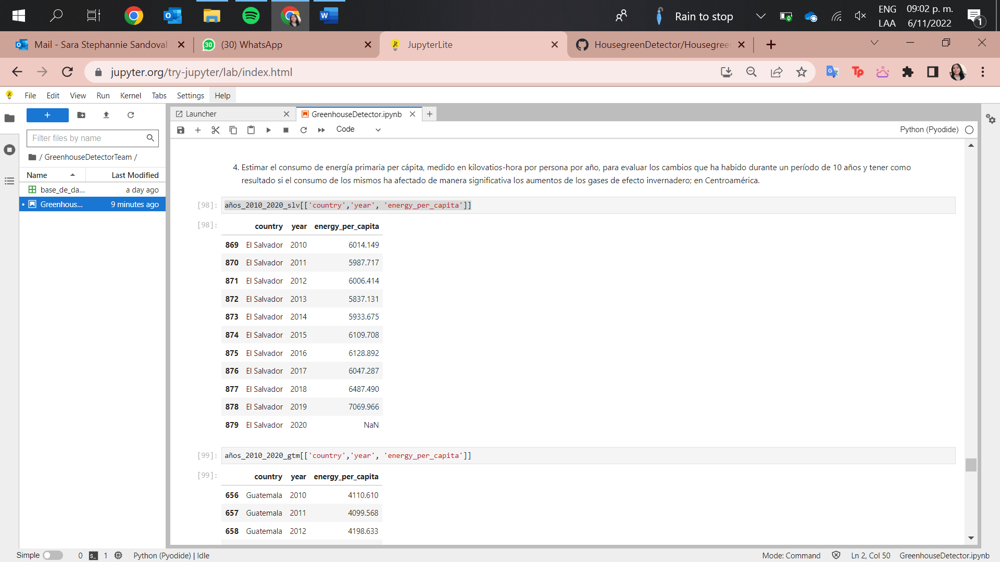 Rain to stop
ENG
LAA
09:02 p. m.
6/11/2022
1
Mail - Sara Stephannie Sandoval
30
(30) WhatsApp
JupyterLite
HousegreenDetector/Housegreen
jupyter.org/try-jupyter/lab/index.html
File Edit View Run Kernel Tabs Settings Help
Filter files by name
/ GreenhouseDetectorTeam /
Name Last Modified
base_de_da... a day ago
Greenhous... 9 minutes ago
Launcher
GreenhouseDetector.ipynb
Code
Python (Pyodide)
4. Estimar el consumo de energía primaria per cápita, medido en kilovatios-hora por persona por año, para evaluar los cambios que ha habido durante un período de 10 años y tener como
resultado si el consumo de los mismos ha afectado de manera significativa los aumentos de los gases de efecto invernadero; en Centroamérica.
[98]: años_2010_2020_slv[['country','year', 'energy_per_capita']]
[98]:
country year energy_per_capita
869 El Salvador 2010 6014.149
870 El Salvador 2011 5987.717
871 El Salvador 2012 6006.414
872 El Salvador 2013 5837.131
873 El Salvador 2014 5933.675
874 El Salvador 2015 6109.708
875 El Salvador 2016 6128.892
876 El Salvador 2017 6047.287
877 El Salvador 2018 6487.490
878 El Salvador 2019 7069.966
879 El Salvador 2020 NaN
[99]: años_2010_2020_gtm[['country','year', 'energy_per_capita']]
[99]:
country year energy_per_capita
656 Guatemala 2010 4110.610
657 Guatemala 2011 4099.568
658 Guatemala 2012 4198.633
Simple 0 1 Python (Pyodide) | Idle
Mode: Command Ln 2, Col 50 GreenhouseDetector.ipynb